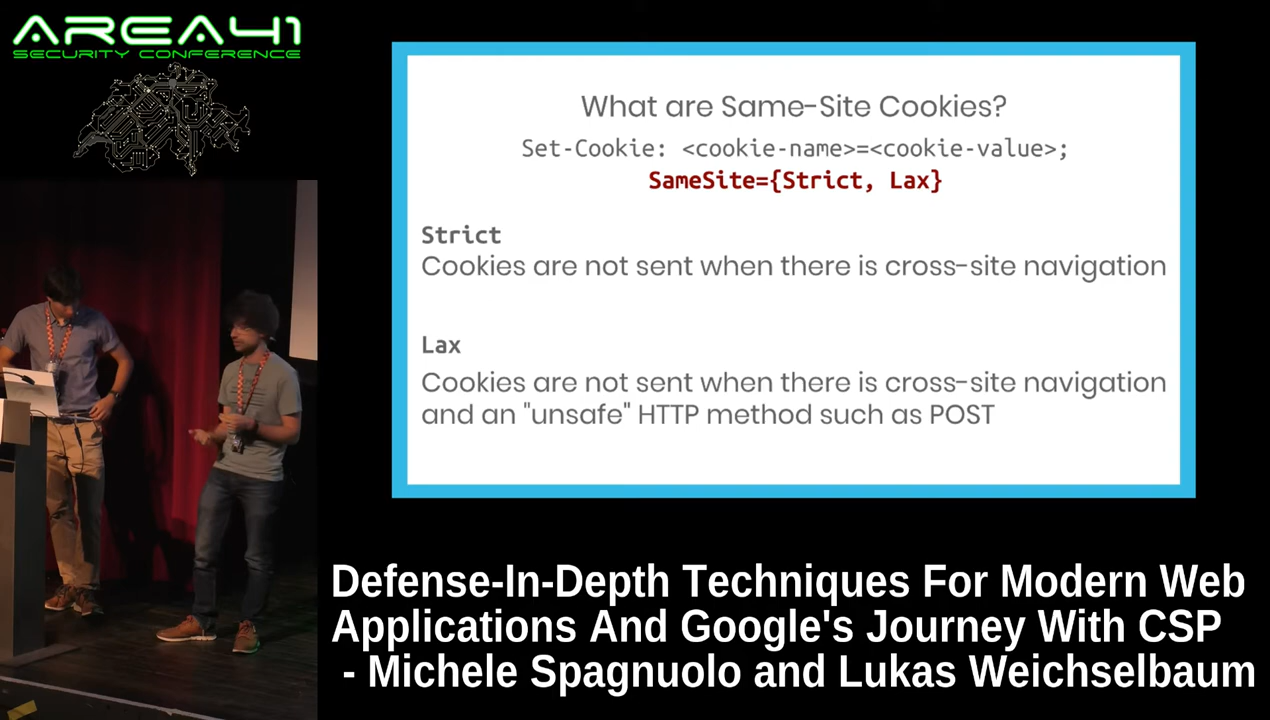 AREA41
SECURITY CONFERENCE
What are Same-Site Cookies?
Set-Cookie: <cookie-name>=<cookie-value>;
SameSite={Strict, Lax}
Strict
Cookies are not sent when there is cross-site navigation
Lax
Cookies are not sent when there is cross-site navigation
and an "unsafe" HTTP method such as POST
Defense-In-Depth Techniques For Modern Web
Applications And Google's Journey With CSP
- Michele Spagnuolo and Lukas Weichselbaum